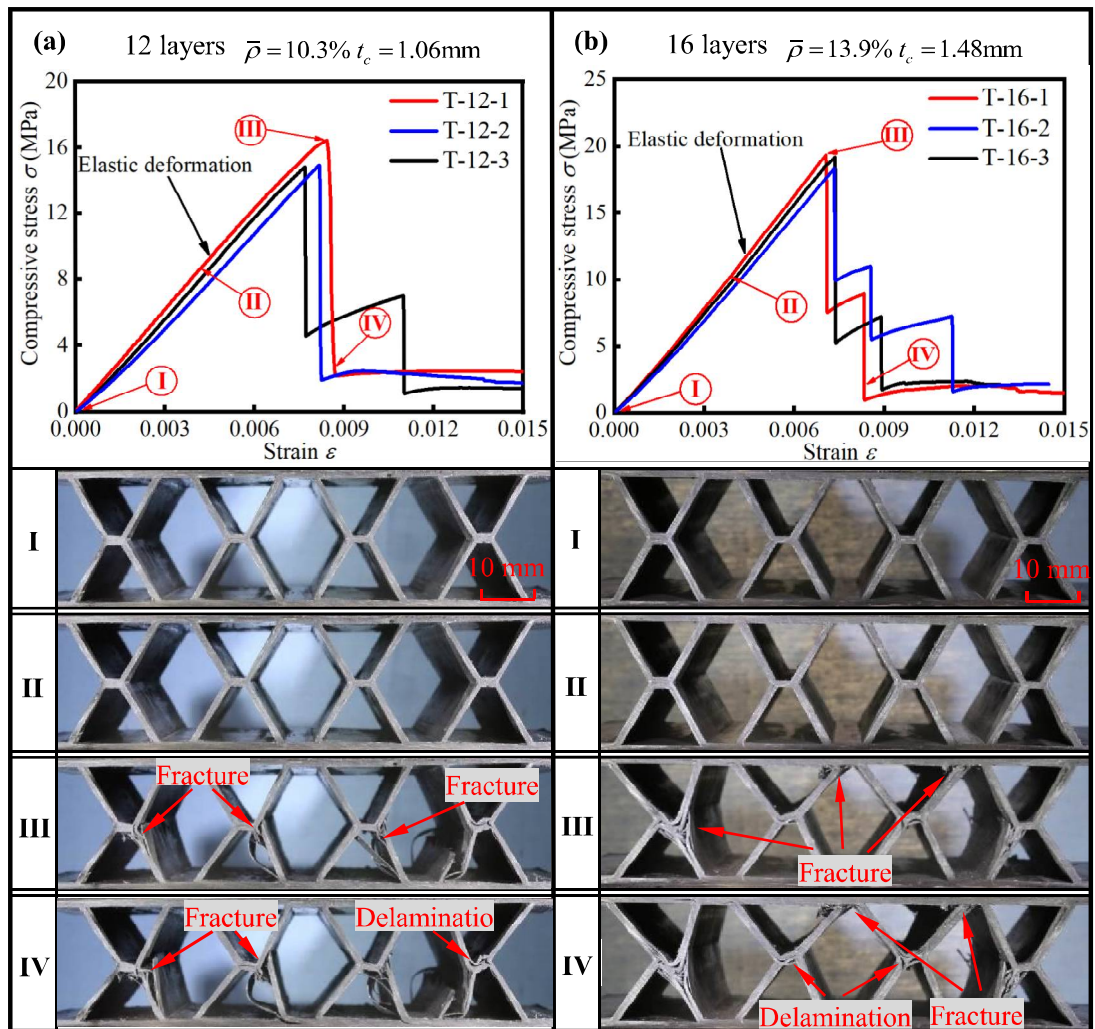 (a) 12 layers ρ̄ = 10.3% t_c = 1.06mm
20
16
12
8
4
0
Compressive stress σ (MPa)
T-12-1
T-12-2
T-12-3
III
Elastic deformation
II
IV
I
0.000 0.003 0.006 0.009 0.012 0.015
Strain ε
(b) 16 layers ρ̄ = 13.9% t_c = 1.48mm
25
20
15
10
5
0
Compressive stress σ (MPa)
T-16-1
T-16-2
T-16-3
III
Elastic deformation
II
IV
I
0.000 0.003 0.006 0.009 0.012 0.015
Strain ε
I
10 mm
I
10 mm
II
II
III
Fracture
Fracture
III
Fracture
IV
Fracture
Delaminatio
IV
Delamination
Fracture